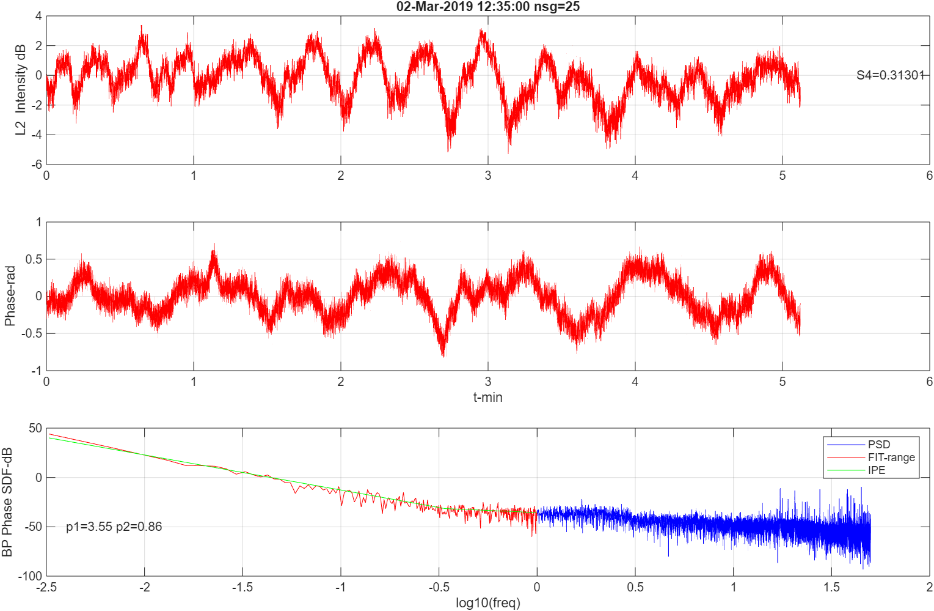 02-Mar-2019 12:35:00 nsg=25
L2 Intensity dB
4
2
0
-2
-4
-6
S4=0.31301
0 1 2 3 4 5 6
Phase-rad
1
0.5
0
-0.5
-1
0 1 2 3 4 5 6
t-min
BP Phase SDF-dB
50
0
-50
-100
PSD
FIT-range
IPE
p1=3.55 p2=0.86
-2.5 -2 -1.5 -1 -0.5 0 0.5 1 1.5 2
log10(freq)